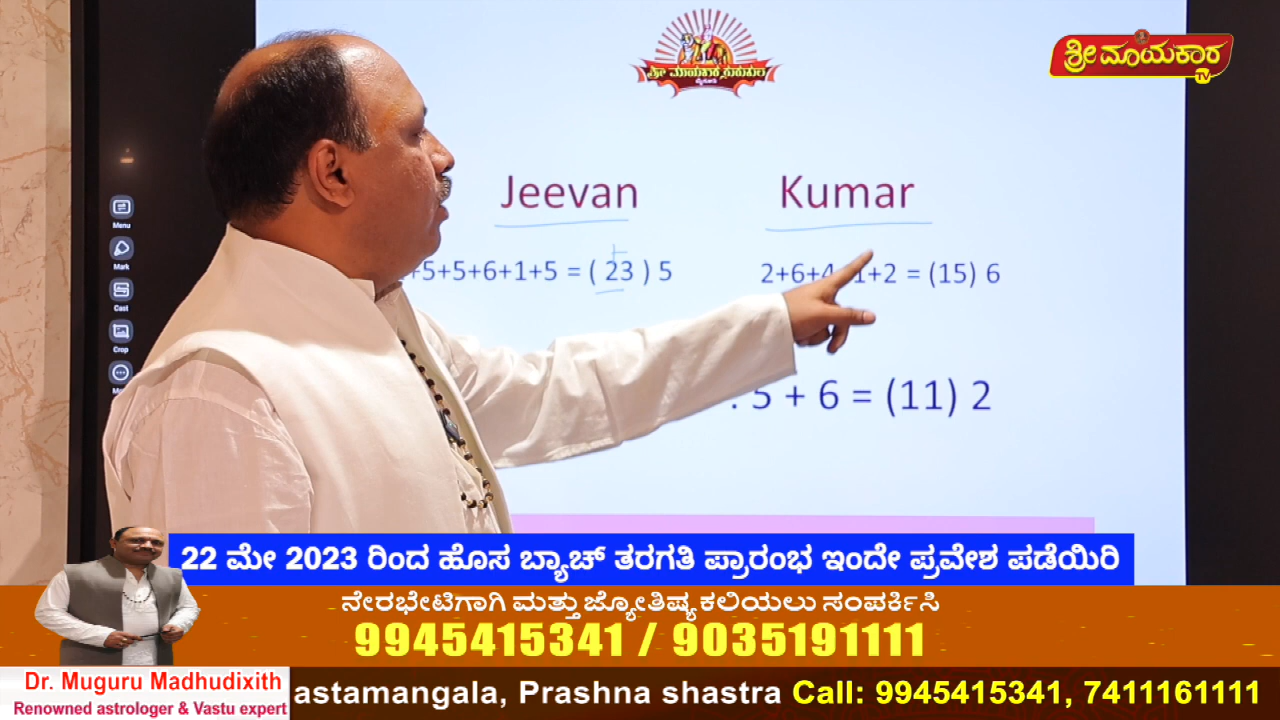 ಶ್ರೀ ಮಾಯಕಾರ ಗುರುಕುಲ
ಮೈಸೂರು
ಶ್ರೀ ಮಾಯಕಾರ
TV
Menu
Mark
Cast
Crop
Jeevan
Kumar
+5+5+6+1+5 = ( 23 ) 5
2+6+4 1+2 = (15) 6
5 + 6 = (11) 2
22 ಮೇ 2023 ರಿಂದ ಹೊಸ ಬ್ಯಾಚ್ ತರಗತಿ ಪ್ರಾರಂಭ ಇಂದೇ ಪ್ರವೇಶ ಪಡೆಯಿರಿ
ನೇರಭೇಟಿಗಾಗಿ ಮತ್ತು ಜ್ಯೋತಿಷ್ಯ ಕಲಿಯಲು ಸಂಪರ್ಕಿಸಿ
9945415341 / 9035191111
Dr. Muguru Madhudixith
Renowned astrologer & Vastu expert
astamangala, Prashna shastra Call: 9945415341, 7411161111